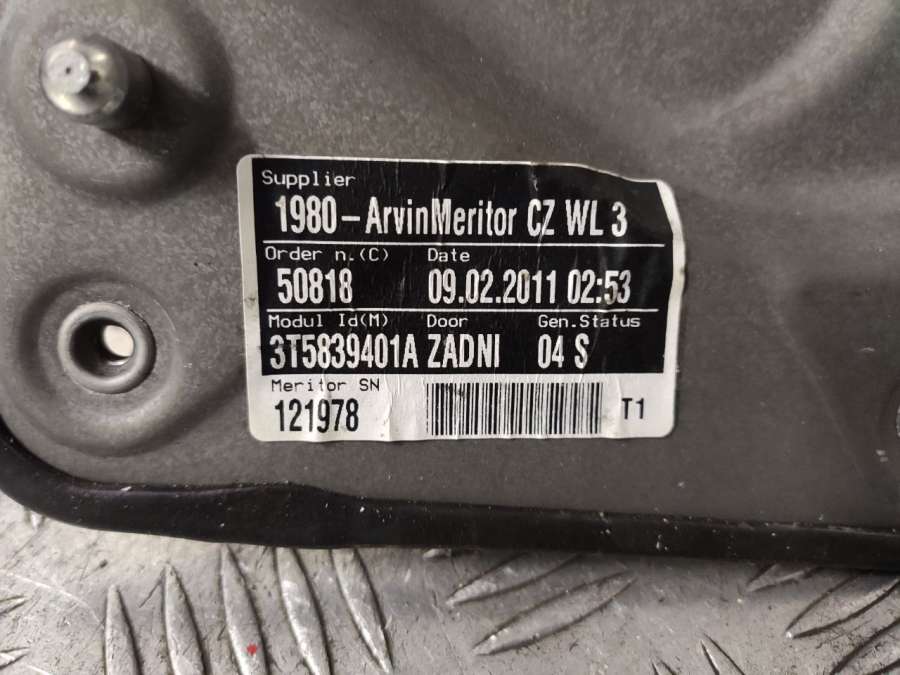 Supplier
1980-ArvinMeritor CZ WL 3
Order n.(C) Date
50818 09.02.2011 02:53
Modul Id(M) Door Gen.Status
3T5839401A ZADNI 04 S
Meritor SN
121978 T1